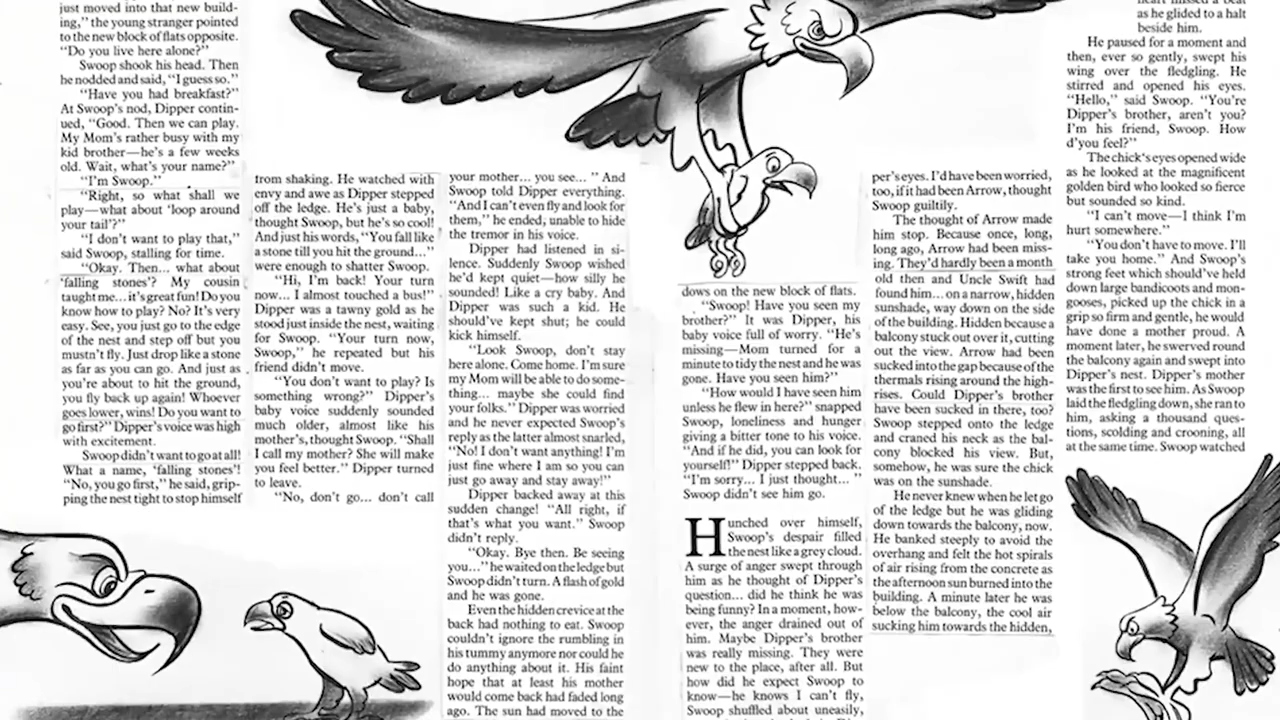 just moved into that new build-
ing,” the young stranger pointed
to the new block of flats opposite.
“Do you live here alone?”
Swoop shook his head. Then
he nodded and said, “I guess so.”
“Have you had breakfast?”
At Swoop’s nod, Dipper contin-
ued, “Good. Then we can play.
My Mom’s rather busy with my
kid brother—he’s a few weeks
old. Wait, what’s your name?”
“I’m Swoop.”
“Right, so what shall we
play—what about ‘loop around
your tail’?”
“I don’t want to play that,”
said Swoop, stalling for time.
“Okay. Then... what about
‘falling stones’? My cousin
taught me... it’s great fun! Do you
know how to play? No? It’s very
easy. See, you just go to the edge
of the nest and step off but you
mustn’t fly. Just drop like a stone
as far as you can go. And just as
you’re about to hit the ground,
you fly back up again! Whoever
goes lower, wins! Do you want to
go first?” Dipper’s voice was high
with excitement.
Swoop didn’t want to go at all!
What a name, ‘falling stones’!
“No, you go first,” he said, grip-
ping the nest tight to stop himself
from shaking. He watched with
envy and awe as Dipper stepped
off the ledge. He’s just a baby,
thought Swoop, but he’s so cool!
And just his words, “You fall like
a stone till you hit the ground...”
were enough to shatter Swoop.
“Hi, I’m back! Your turn
now... I almost touched a bus!”
Dipper was a tawny gold as he
stood just inside the nest, waiting
for Swoop. “Your turn now,
Swoop,” he repeated but his
friend didn’t move.
“You don’t want to play? Is
something wrong?” Dipper’s
baby voice suddenly sounded
much older, almost like his
mother’s, thought Swoop. “Shall
I call my mother? She will make
you feel better.” Dipper turned
to leave.
“No, don’t go... don’t call
your mother... you see... ” And
Swoop told Dipper everything.
“And I can’t even fly and look for
them,” he ended, unable to hide
the tremor in his voice.
Dipper had listened in si-
lence. Suddenly Swoop wished
he’d kept quiet—how silly he
sounded! Like a cry baby. And
Dipper was such a kid. He
should’ve kept shut; he could
kick himself.
“Look Swoop, don’t stay
here alone. Come home. I’m sure
my Mom will be able to do some-
thing... maybe she could find
your folks.” Dipper was worried
and he never expected Swoop’s
reply as the latter almost snarled,
“No! I don’t want anything! I’m
just fine where I am so you can
just go away and stay away!”
Dipper backed away at this
sudden change! “All right, if
that’s what you want.” Swoop
didn’t reply.
“Okay. Bye then. Be seeing
you...” he waited on the ledge but
Swoop didn’t turn. A flash of gold
and he was gone.
Even the hidden crevice at the
back had nothing to eat. Swoop
couldn’t ignore the rumbling in
his tummy anymore nor could he
do anything about it. His faint
hope that at least his mother
would come back had faded long
ago. The sun had moved to the
dows on the new block of flats.
“Swoop! Have you seen my
brother?” It was Dipper, his
baby voice full of worry. “He’s
missing—Mom turned for a
minute to tidy the nest and he was
gone. Have you seen him?”
“How would I have seen him
unless he flew in here?” snapped
Swoop, loneliness and hunger
giving a bitter tone to his voice.
“And if he did, you can look for
yourself!” Dipper stepped back.
“I’m sorry... I just thought... ”
Swoop didn’t see him go.
Hunched over himself,
Swoop’s despair filled
the nest like a grey cloud.
A surge of anger swept through
him as he thought of Dipper’s
question... did he think he was
being funny? In a moment, how-
ever, the anger drained out of
him. Maybe Dipper’s brother
was really missing. They were
new to the place, after all. But
how did he expect Swoop to
know—he knows I can’t fly,
Swoop shuffled about uneasily,
per’s eyes. I’d have been worried,
too, if it had been Arrow, thought
Swoop guiltily.
The thought of Arrow made
him stop. Because once, long,
long ago, Arrow had been miss-
ing. They’d hardly been a month
old then and Uncle Swift had
found him... on a narrow, hidden
sunshade, way down on the side
of the building. Hidden because a
balcony stuck out over it, cutting
out the view. Arrow had been
sucked into the gap because of the
thermals rising around the high-
rises. Could Dipper’s brother
have been sucked in there, too?
Swoop stepped onto the ledge
and craned his neck as the bal-
cony blocked his view. But,
somehow, he was sure the chick
was on the sunshade.
He never knew when he let go
of the ledge but he was gliding
down towards the balcony, now.
He banked steeply to avoid the
overhang and felt the hot spirals
of air rising from the concrete as
the afternoon sun burned into the
building. A minute later he was
below the balcony, the cool air
sucking him towards the hidden,
as he glided to a halt
beside him.
He paused for a moment and
then, ever so gently, swept his
wing over the fledgling. He
stirred and opened his eyes.
“Hello,” said Swoop. “You’re
Dipper’s brother, aren’t you?
I’m his friend, Swoop. How
d’you feel?”
The chick‘s eyes opened wide
as he looked at the magnificent
golden bird who looked so fierce
but sounded so kind.
“I can’t move—I think I’m
hurt somewhere.”
“You don’t have to move. I’ll
take you home.” And Swoop’s
strong feet which should’ve held
down large bandicoots and mon-
gooses, picked up the chick in a
grip so firm and gentle, he would
have done a mother proud. A
moment later, he swerved round
the balcony again and swept into
Dipper’s nest. Dipper’s mother
was the first to see him. As Swoop
laid the fledgling down, she ran to
him, asking a thousand ques-
tions, scolding and crooning, all
at the same time. Swoop watched